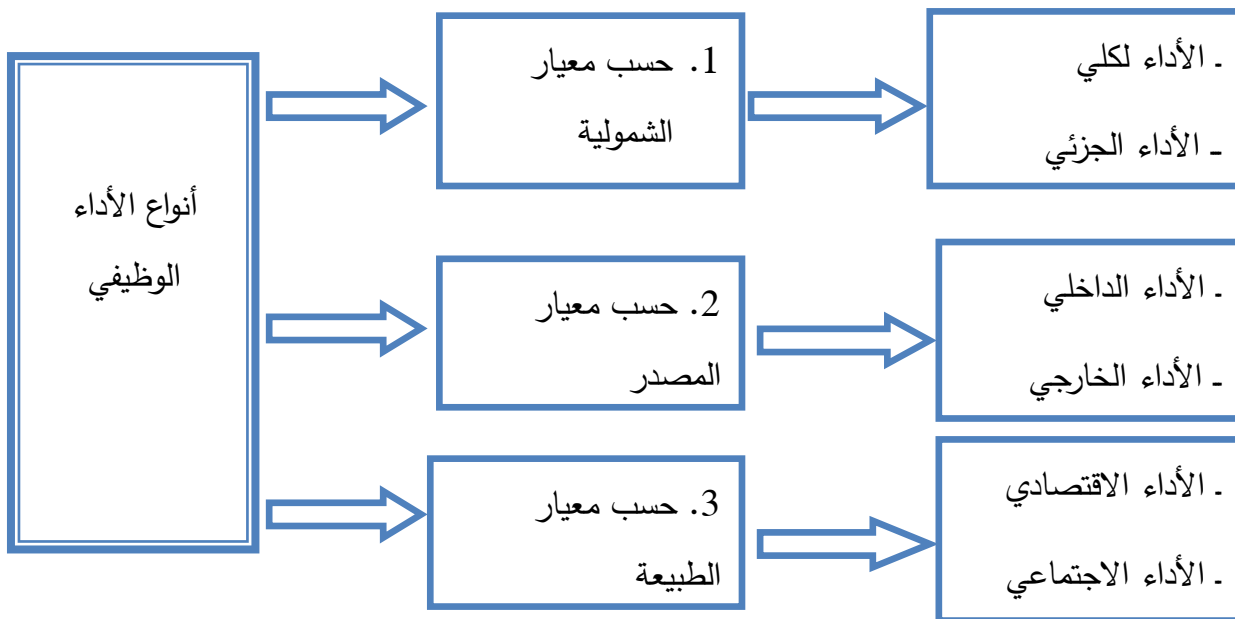 أنواع الأداء
الوظيفي
1. حسب معيار
الشمولية
ـ الأداء لكلي
ـ الأداء الجزئي
2. حسب معيار
المصدر
ـ الأداء الداخلي
ـ الأداء الخارجي
3. حسب معيار
الطبيعة
ـ الأداء الاقتصادي
ـ الأداء الاجتماعي